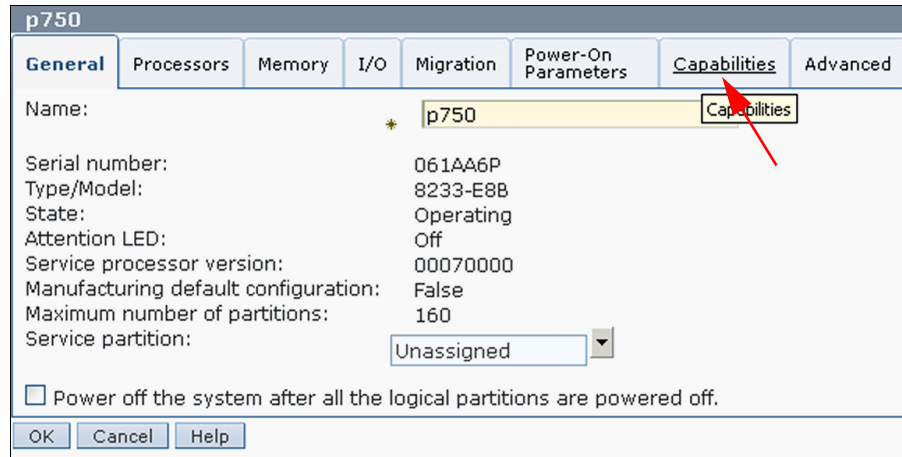 p750
General Processors Memory I/O Migration Power-On Parameters Capabilities Advanced
Name: * p750
Capabilities
Serial number: 061AA6P
Type/Model: 8233-E8B
State: Operating
Attention LED: Off
Service processor version: 00070000
Manufacturing default configuration: False
Maximum number of partitions: 160
Service partition: Unassigned
Power off the system after all the logical partitions are powered off.
OK Cancel Help